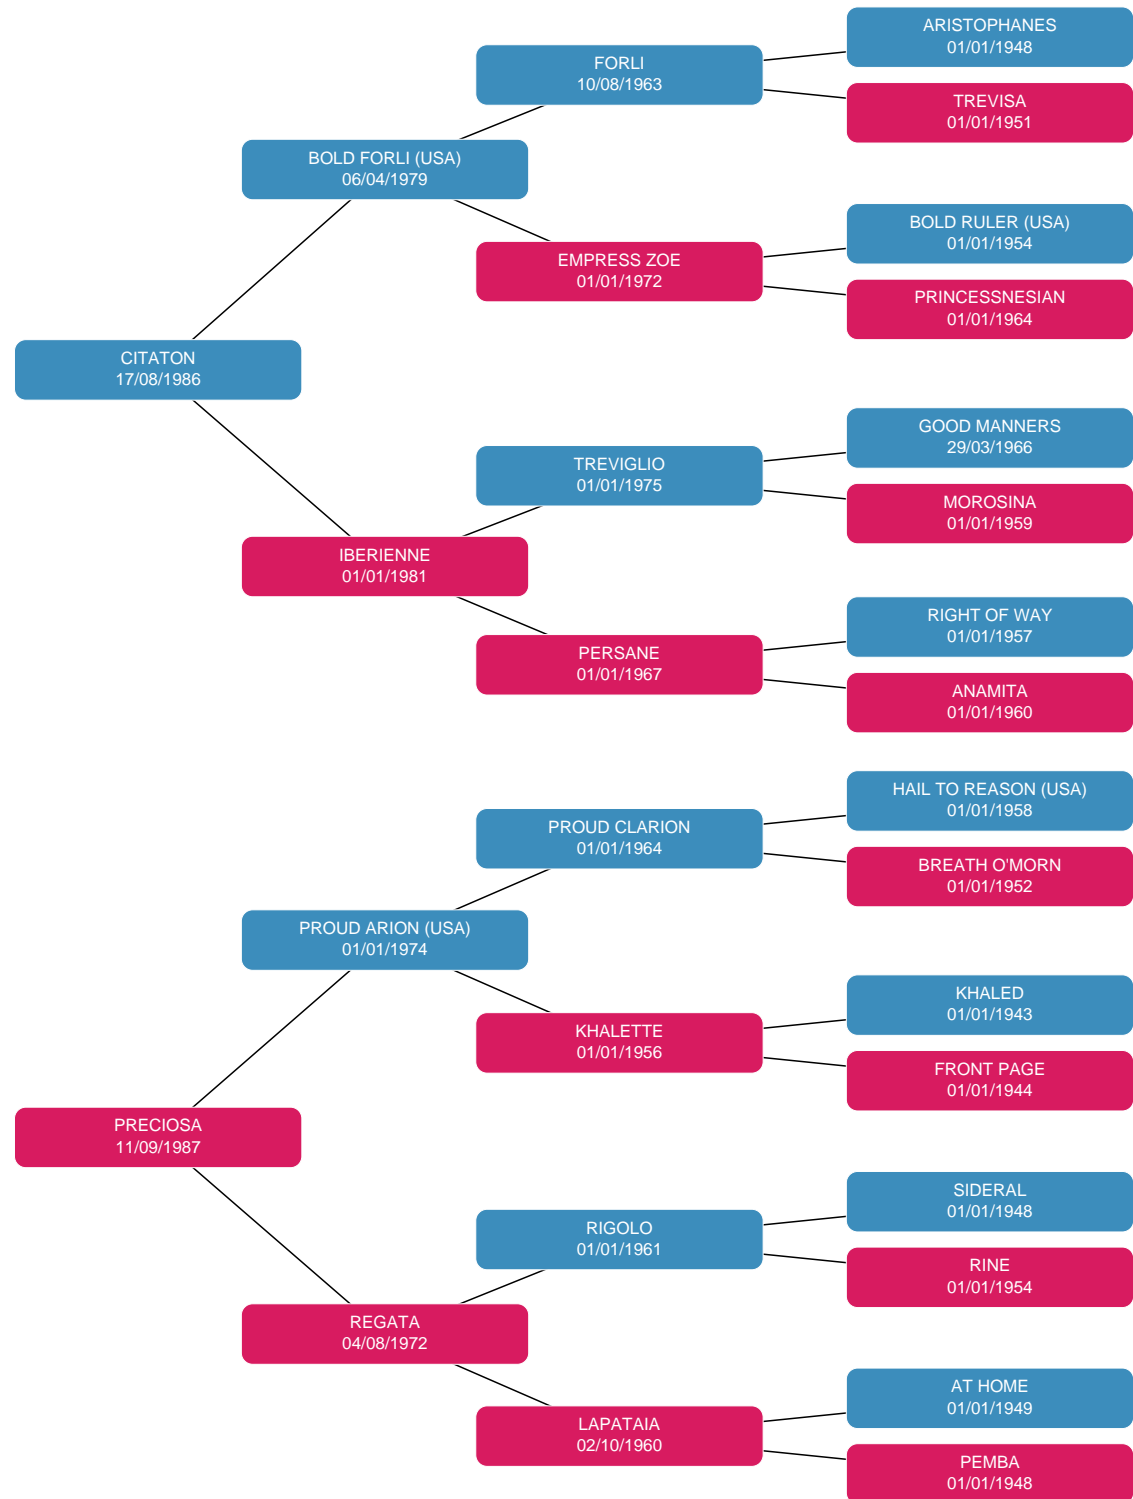 ARISTOPHANES
01/01/1948
FORLI
10/08/1963
TREVISA
01/01/1951
BOLD FORLI (USA)
06/04/1979
BOLD RULER (USA)
01/01/1954
EMPRESS ZOE
01/01/1972
PRINCESSNESIAN
01/01/1964
CITATON
17/08/1986
GOOD MANNERS
29/03/1966
TREVIGLIO
01/01/1975
MOROSINA
01/01/1959
IBERIENNE
01/01/1981
RIGHT OF WAY
01/01/1957
PERSANE
01/01/1967
ANAMITA
01/01/1960
HAIL TO REASON (USA)
01/01/1958
PROUD CLARION
01/01/1964
BREATH O'MORN
01/01/1952
PROUD ARION (USA)
01/01/1974
KHALED
01/01/1943
KHALETTE
01/01/1956
FRONT PAGE
01/01/1944
PRECIOSA
11/09/1987
SIDERAL
01/01/1948
RIGOLO
01/01/1961
RINE
01/01/1954
REGATA
04/08/1972
AT HOME
01/01/1949
LAPATAIA
02/10/1960
PEMBA
01/01/1948